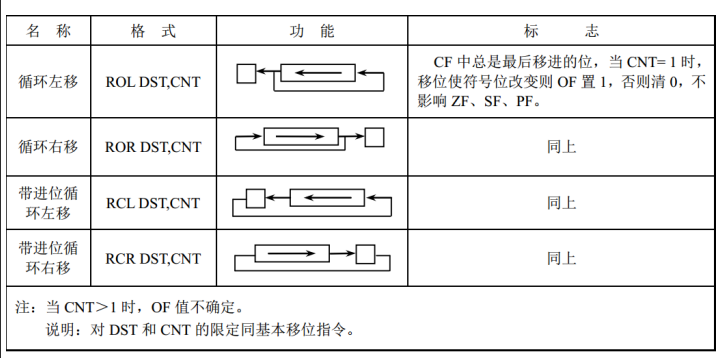 名 称 格 式 功 能 标 志
循环左移 ROL DST,CNT CF 中总是最后移进的位，当 CNT= 1 时，
移位使符号位改变则 OF 置 1，否则清 0，不
影响 ZF、SF、PF。
循环右移 ROR DST,CNT 同上
带进位循
环左移 RCL DST,CNT 同上
带进位循
环右移 RCR DST,CNT 同上
注：当 CNT＞1 时，OF 值不确定。
说明：对 DST 和 CNT 的限定同基本移位指令。